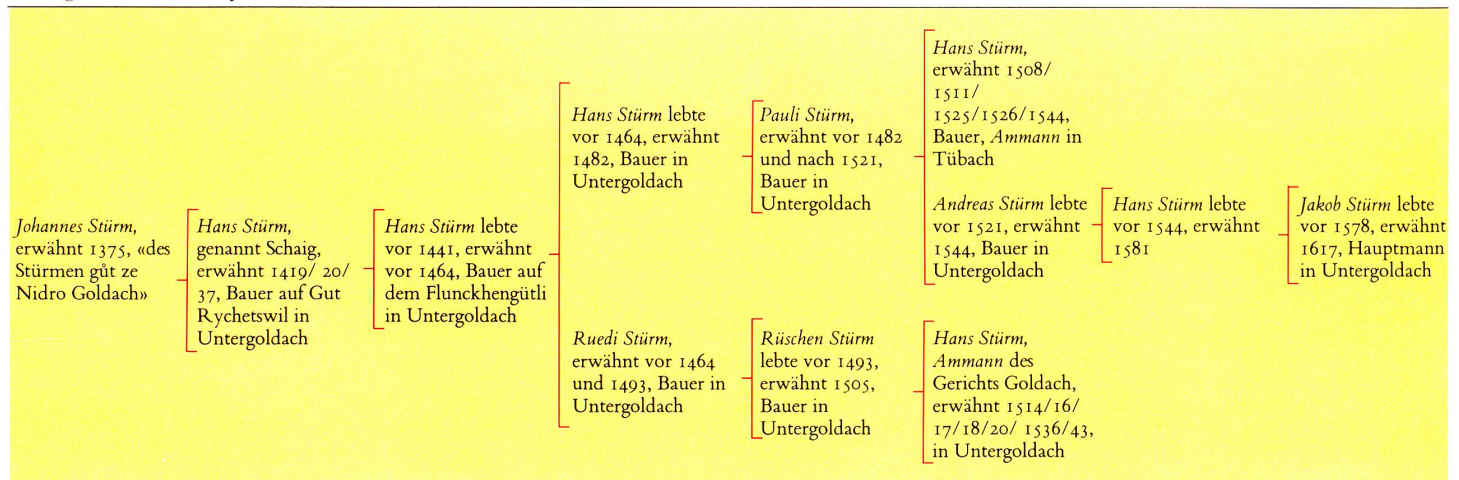 Johannes Stürm,
erwähnt 1375, «des
Stürmen gůt ze
Nidro Goldach»
Hans Stürm,
genannt Schaig,
erwähnt 1419/ 20/
37, Bauer auf Gut
Rychetswil in
Untergoldach
Hans Stürm lebte
vor 1441, erwähnt
vor 1464, Bauer auf
dem Flunckhengütli
in Untergoldach
Hans Stürm lebte
vor 1464, erwähnt
1482, Bauer in
Untergoldach
Pauli Stürm,
erwähnt vor 1482
und nach 1521,
Bauer in
Untergoldach
Hans Stürm,
erwähnt 1508/
1511/
1525/1526/1544,
Bauer, Ammann in
Tübach
Andreas Stürm lebte
vor 1521, erwähnt
1544, Bauer in
Untergoldach
Hans Stürm lebte
vor 1544, erwähnt
1581
Jakob Stürm lebte
vor 1578, erwähnt
1617, Hauptmann
in Untergoldach
Ruedi Stürm,
erwähnt vor 1464
und 1493, Bauer in
Untergoldach
Rüschen Stürm
lebte vor 1493,
erwähnt 1505,
Bauer in
Untergoldach
Hans Stürm,
Ammann des
Gerichts Goldach,
erwähnt 1514/16/
17/18/20/ 1536/43,
in Untergoldach